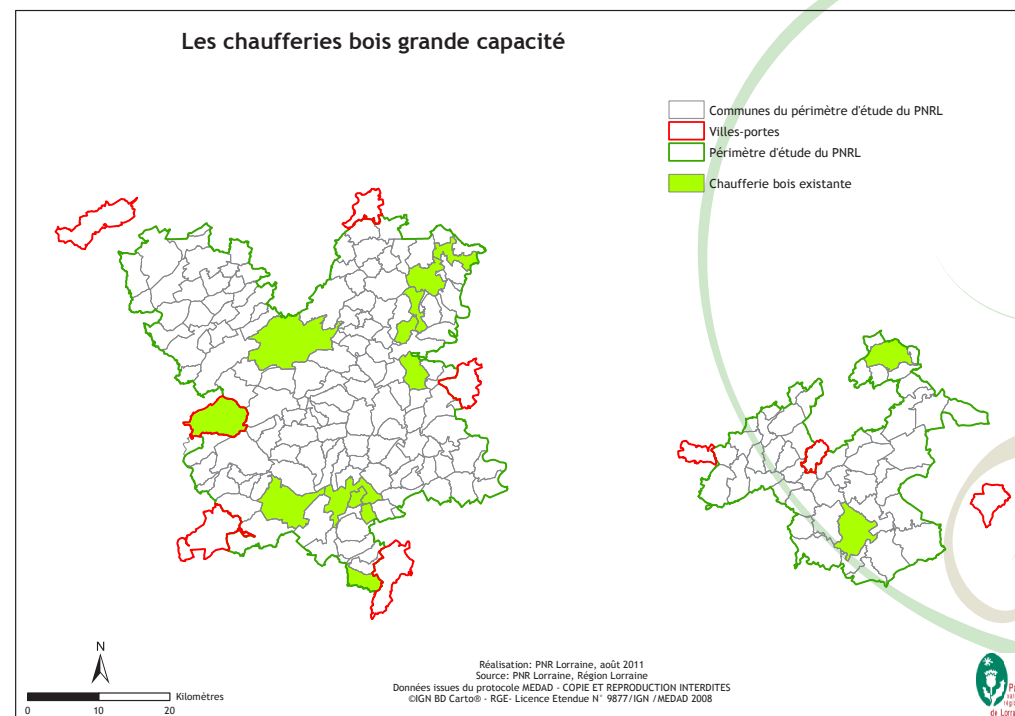 Les chaufferies bois grande capacité
Communes du périmètre d'étude du PNRL
Villes-portes
Périmètre d'étude du PNRL
Chaufferie bois existante
N
Kilomètres
0 10 20
Réalisation: PNR Lorraine, août 2011
Source: PNR Lorraine, Région Lorraine
Données issues du protocole MEDAD - COPIE ET REPRODUCTION INTERDITES
©IGN BD Carto® - RGE- Licence Etendue N° 9877/IGN /MEDAD 2008
de Lorra